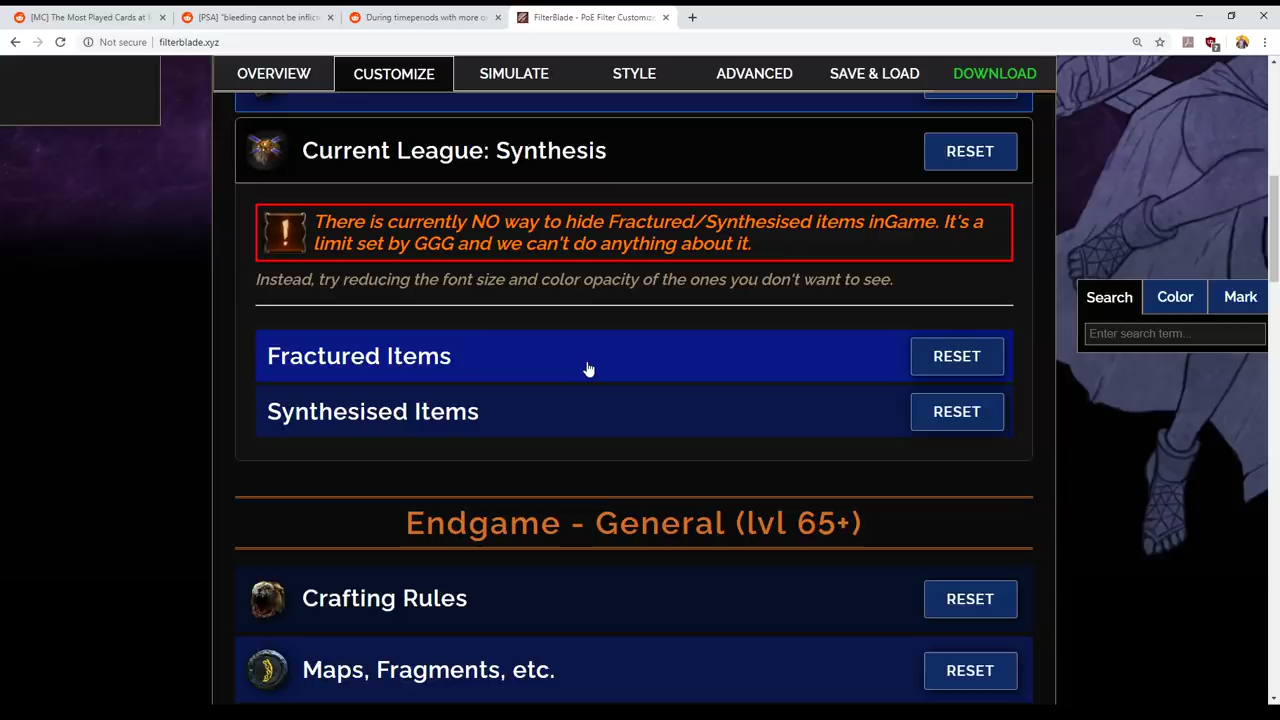 [MC] The Most Played Cards at
[PSA] "bleeding cannot be inflict
During timeperiods with more o
FilterBlade - PoE Filter Customize
Not secure | filterblade.xyz
OVERVIEW CUSTOMIZE SIMULATE STYLE ADVANCED SAVE & LOAD DOWNLOAD
Current League: Synthesis RESET
There is currently NO way to hide Fractured/Synthesised items inGame. It's a
limit set by GGG and we can't do anything about it.
Instead, try reducing the font size and color opacity of the ones you don't want to see.
Search Color Mark
Enter search term...
Fractured Items RESET
Synthesised Items RESET
Endgame - General (lvl 65+)
Crafting Rules RESET
Maps, Fragments, etc. RESET